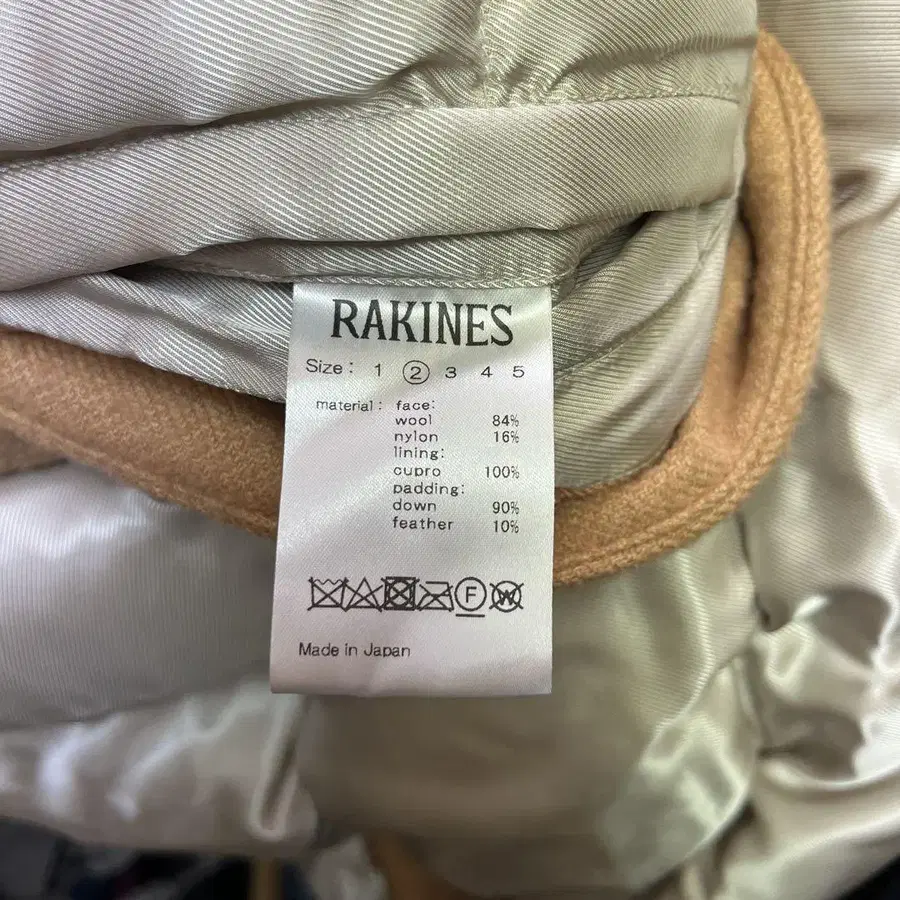 RAKINES
Size: 1 2 3 4 5
material: face:
wool 84%
nylon 16%
lining:
cupro 100%
padding:
down 90%
feather 10%
F W
Made in Japan